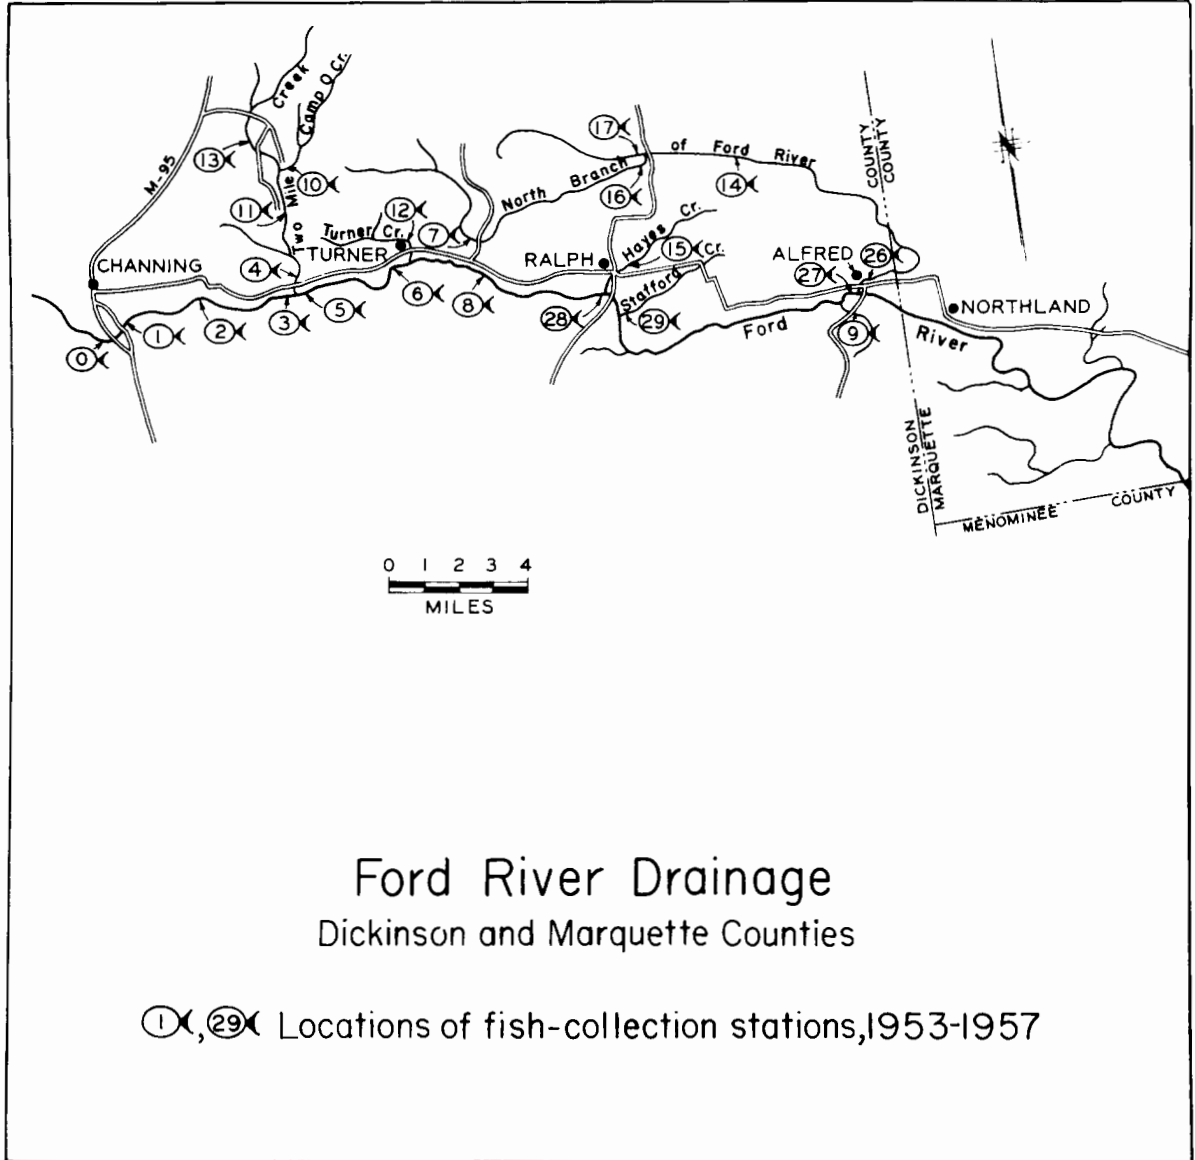 Creek
Camp O Cr.
M-95
13
10
11
Two Mile
17
of Ford River
North Branch
14
16
COUNTY
COUNTY
12
Turner Cr.
7
TURNER
Hayes Cr.
15
Cr.
Stafford
RALPH
ALFRED
26
27
CHANNING
4
6
8
28
29
Ford
9
River
NORTHLAND
0
1
2
3
5
DICKINSON
MARQUETTE
MENOMINEE COUNTY
0 1 2 3 4
MILES
Ford River Drainage
Dickinson and Marquette Counties
1, 29 Locations of fish-collection stations, 1953-1957